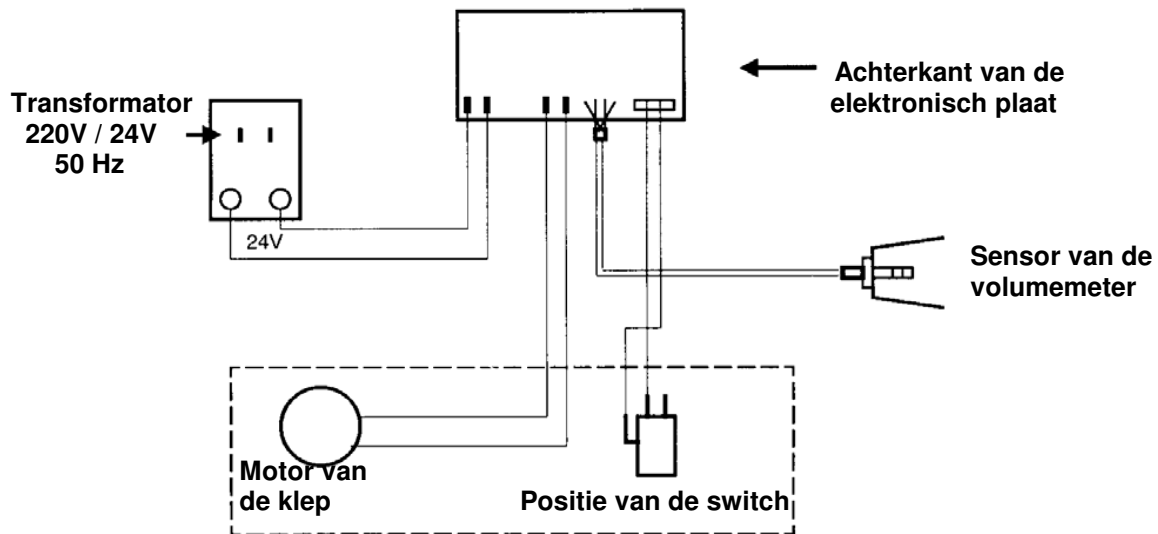 Achterkant van de
elektronisch plaat
Transformator
220V / 24V
50 Hz
24V
Sensor van de
volumemeter
Motor van
de klep
Positie van de switch